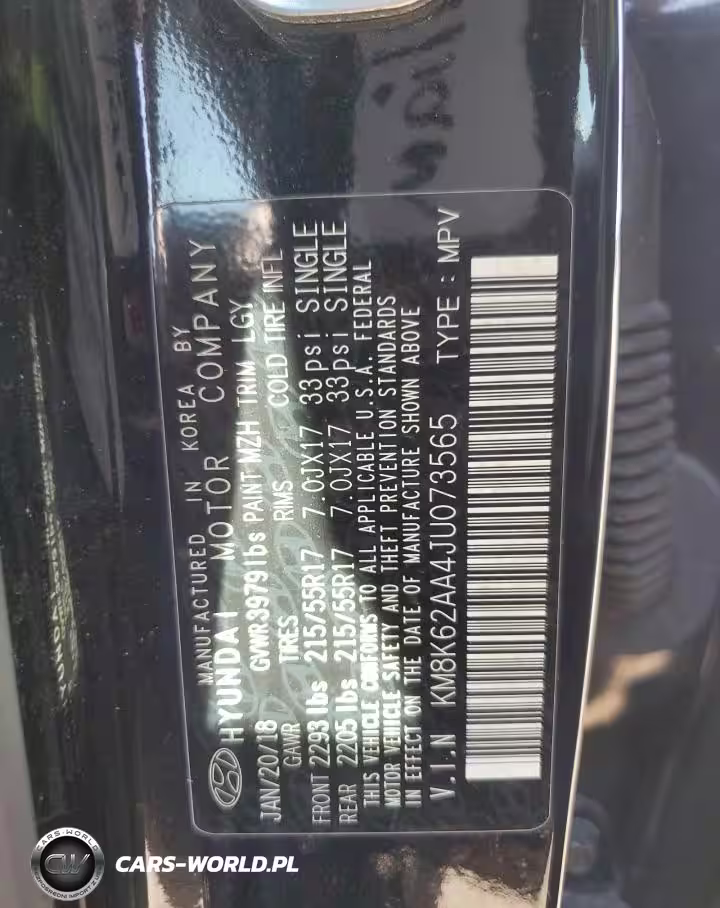 MANUFACTURED IN KOREA BY
HYUNDAI MOTOR COMPANY
JAN/20/18 GVWR 3979lbs PAINT MZH TRIM LGY
GAWR TIRES RIMS COLD TIRE INFL
FRONT 2293lbs 215/55R17 7.0JX17 33psi SINGLE
REAR 2205lbs 215/55R17 7.0JX17 33psi SINGLE
THIS VEHICLE CONFORMS TO ALL APPLICABLE U.S.A. FEDERAL
MOTOR VEHICLE SAFETY AND THEFT PREVENTION STANDARDS
IN EFFECT ON THE DATE OF MANUFACTURE SHOWN ABOVE
V.I.N KM8K62AA4JU073565 TYPE : MPV
CARS-WORLD
CW
CARS-WORLD.PL